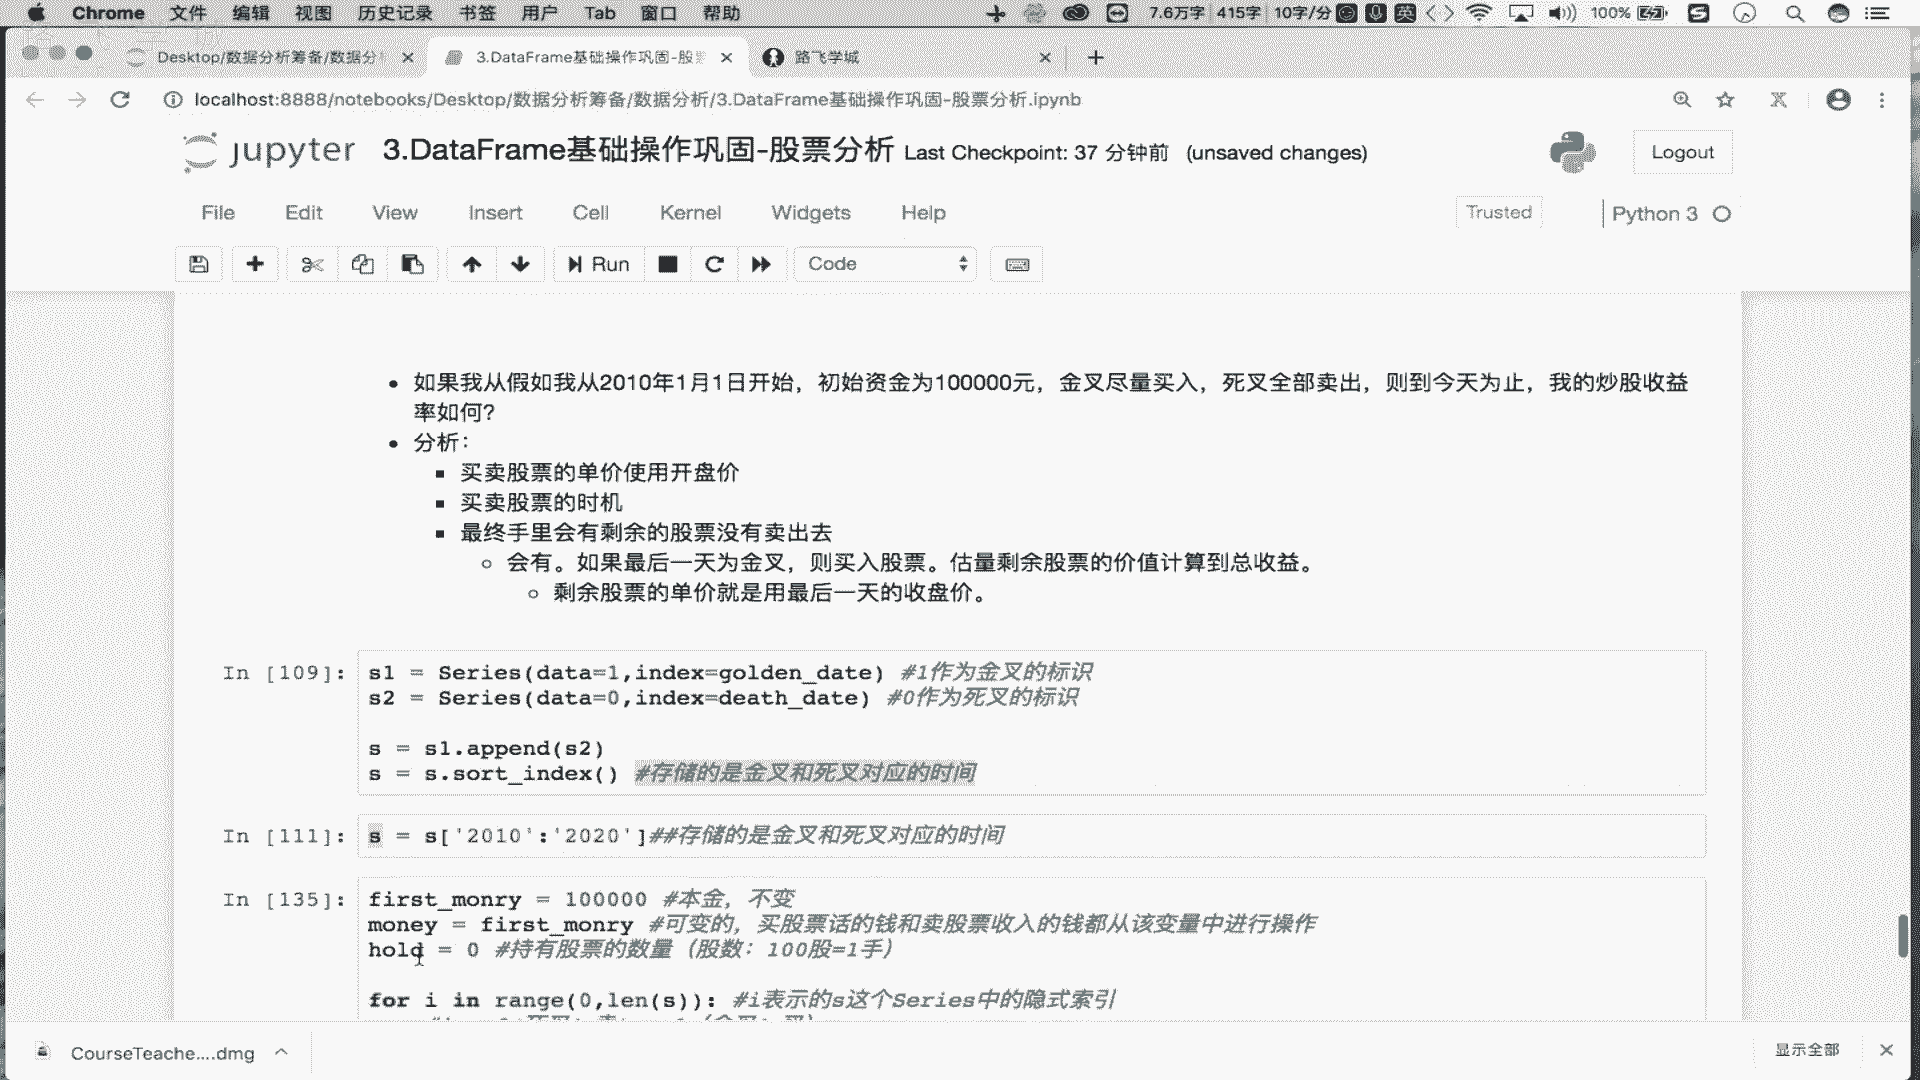 Chrome 文件 编辑 视图 历史记录 书签 用户 Tab 窗口 帮助 7.6万字 415字 10字/分 英 100%
Desktop/数据分析筹备/数据分 3.DataFrame基础操作巩固-股 路飞学城
localhost:8888/notebooks/Desktop/数据分析筹备/数据分析/3.DataFrame基础操作巩固-股票分析.ipynb
jupyter 3.DataFrame基础操作巩固-股票分析 Last Checkpoint: 37 分钟前 (unsaved changes) Logout
File Edit View Insert Cell Kernel Widgets Help Trusted Python 3
Run Code
如果我从假如我从2010年1月1日开始，初始资金为100000元，金叉尽量买入，死叉全部卖出，则到今天为止，我的炒股收益
率如何？
分析：
买卖股票的单价使用开盘价
买卖股票的时机
最终手里会有剩余的股票没有卖出去
会有。如果最后一天为金叉，则买入股票。估量剩余股票的价值计算到总收益。
剩余股票的单价就是用最后一天的收盘价。
In [109]: s1 = Series(data=1,index=golden_date) #1作为金叉的标识
s2 = Series(data=0,index=death_date) #0作为死叉的标识
s = s1.append(s2)
s = s.sort_index() #存储的是金叉和死叉对应的时间
In [111]: s = s['2010':'2020']##存储的是金叉和死叉对应的时间
In [135]: first_monry = 100000 #本金，不变
money = first_monry #可变的，买股票话的钱和卖股票收入的钱都从该变量中进行操作
hold = 0 #持有股票的数量（股数：100股=1手）
for i in range(0,len(s)): #i表示的s这个Series中的隐式索引
CourseTeache....dmg 显示全部